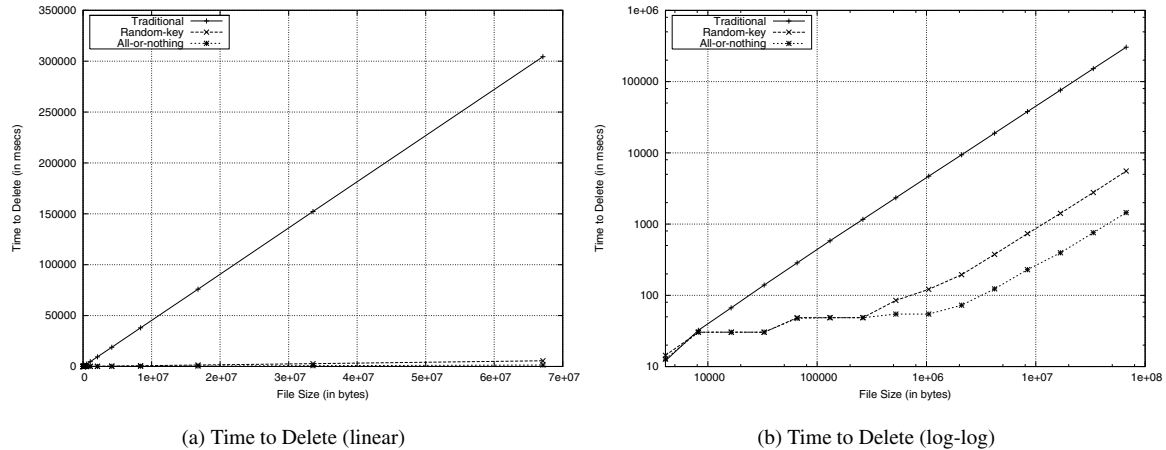 350000
300000
250000
200000
150000
100000
50000
0
Time to Delete (in msecs)
Traditional
Random-key
All-or-nothing
0 1e+07 2e+07 3e+07 4e+07 5e+07 6e+07 7e+07
File Size (in bytes)
(a) Time to Delete (linear)
1e+06
100000
10000
1000
100
10
Time to Delete (in msecs)
Traditional
Random-key
All-or-nothing
10000 100000 1e+06 1e+07 1e+08
File Size (in bytes)
(b) Time to Delete (log-log)